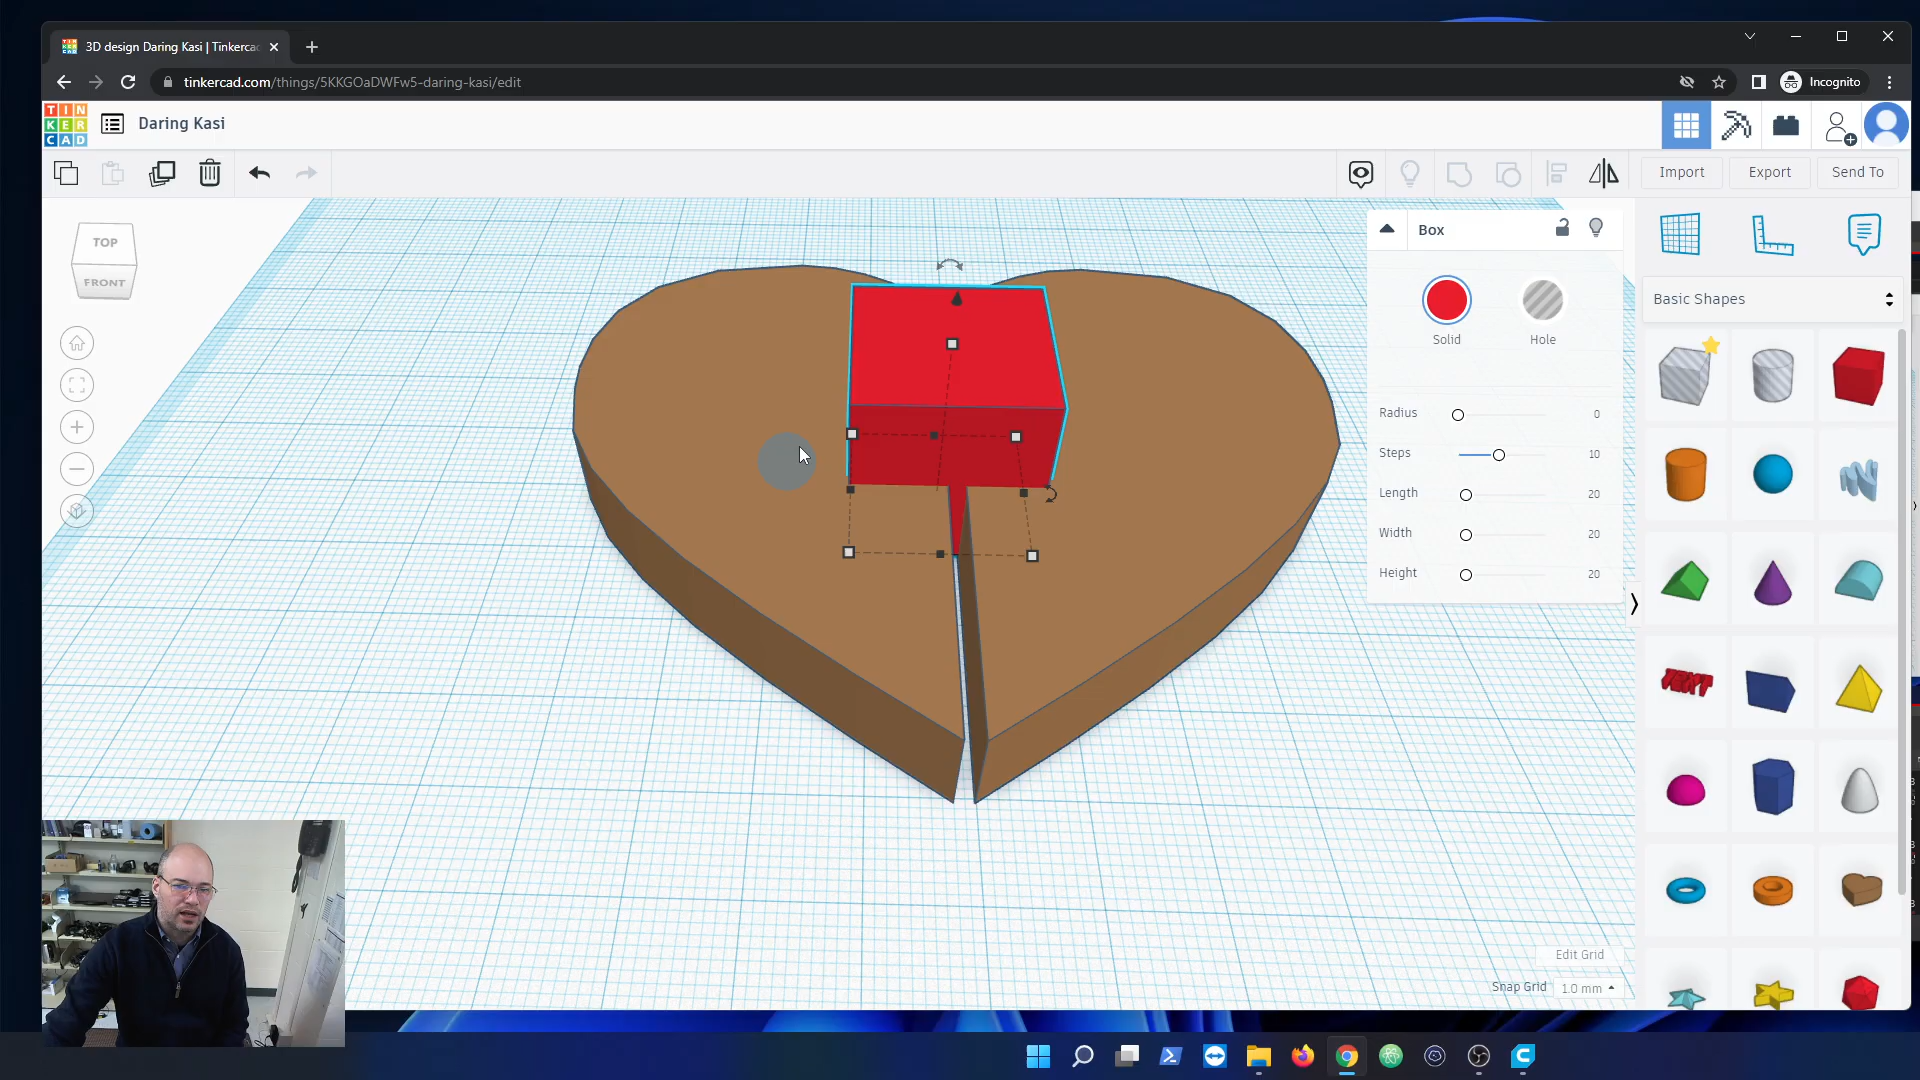 3D design Daring Kasi | Tinkerca
tinkercad.com/things/5KKGOaDWFw5-daring-kasi/edit
Incognito
TIN
KER
CAD
Daring Kasi
Import
Export
Send To
TOP
FRONT
Box
Solid
Hole
Radius 0
Steps 10
Length 20
Width 20
Height 20
Basic Shapes
TEXT
Edit Grid
Snap Grid 1.0 mm